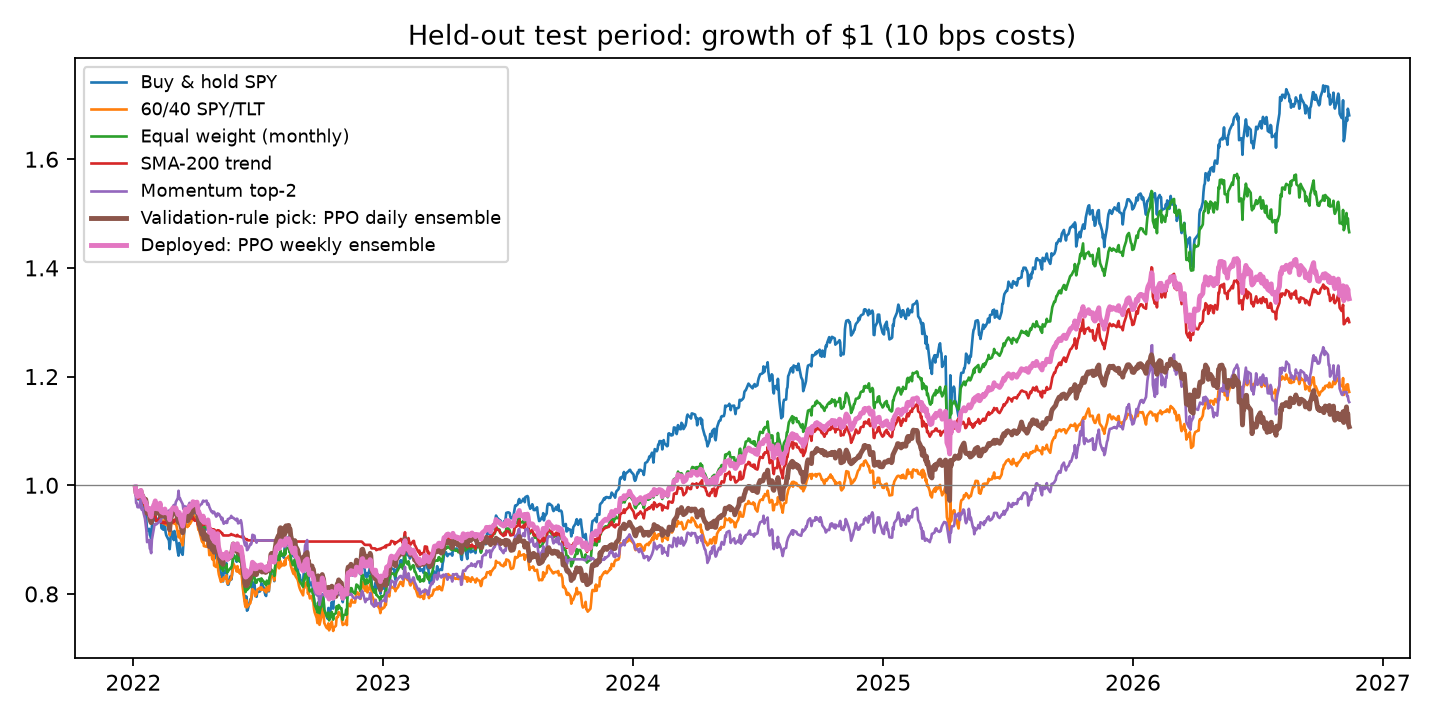 Held-out test period: growth of $1 (10 bps costs)
Buy & hold SPY
60/40 SPY/TLT
Equal weight (monthly)
SMA-200 trend
Momentum top-2
Validation-rule pick: PPO daily ensemble
Deployed: PPO weekly ensemble
1.6
1.4
1.2
1.0
0.8
2022
2023
2024
2025
2026
2027